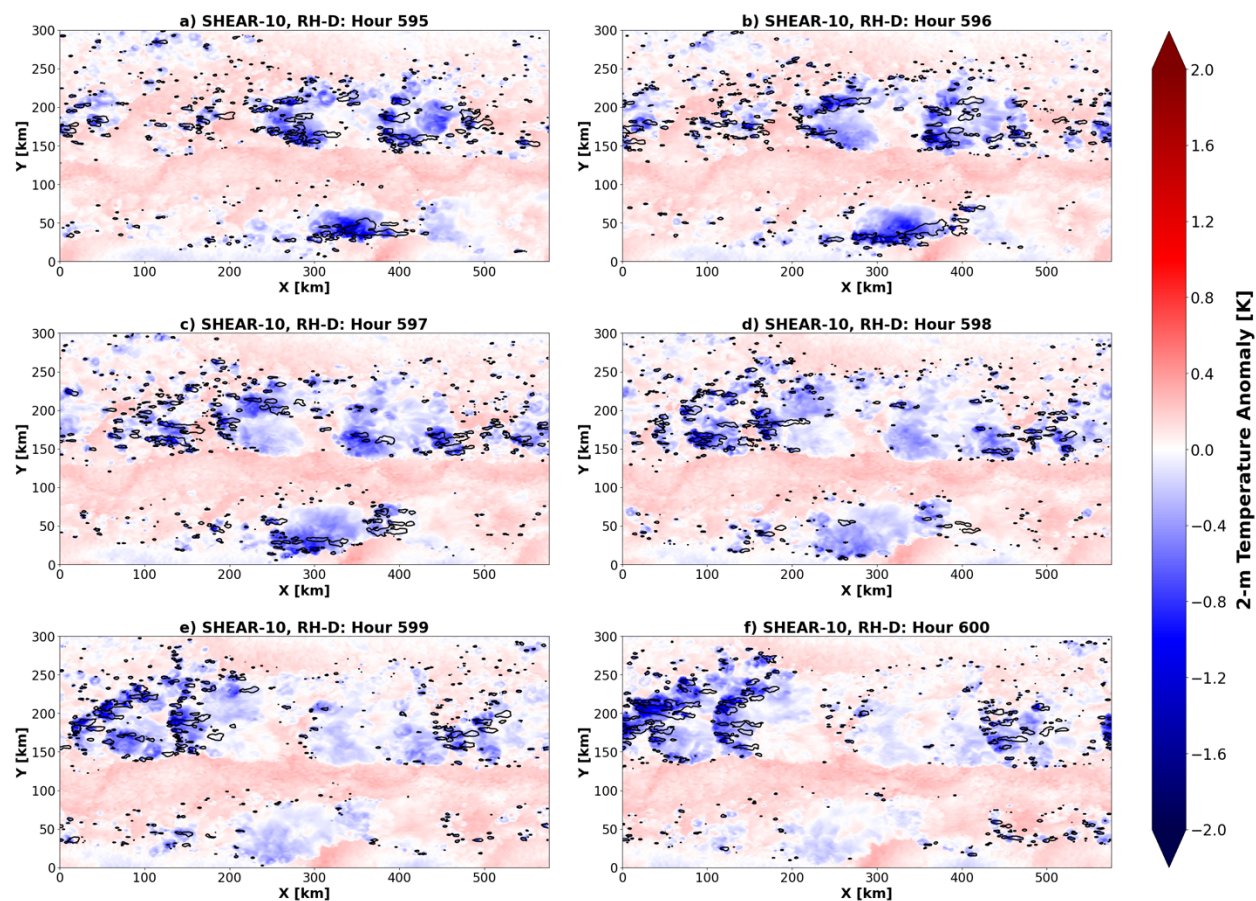 a) SHEAR-10, RH-D: Hour 595
300
250
200
150
100
50
0
Y [km]
0 100 200 300 400 500
X [km]
b) SHEAR-10, RH-D: Hour 596
300
250
200
150
100
50
0
Y [km]
0 100 200 300 400 500
X [km]
c) SHEAR-10, RH-D: Hour 597
300
250
200
150
100
50
0
Y [km]
0 100 200 300 400 500
X [km]
d) SHEAR-10, RH-D: Hour 598
300
250
200
150
100
50
0
Y [km]
0 100 200 300 400 500
X [km]
e) SHEAR-10, RH-D: Hour 599
300
250
200
150
100
50
0
Y [km]
0 100 200 300 400 500
X [km]
f) SHEAR-10, RH-D: Hour 600
300
250
200
150
100
50
0
Y [km]
0 100 200 300 400 500
X [km]
2.0
1.6
1.2
0.8
0.4
0.0
−0.4
−0.8
−1.2
−1.6
−2.0
2-m Temperature Anomaly [K]